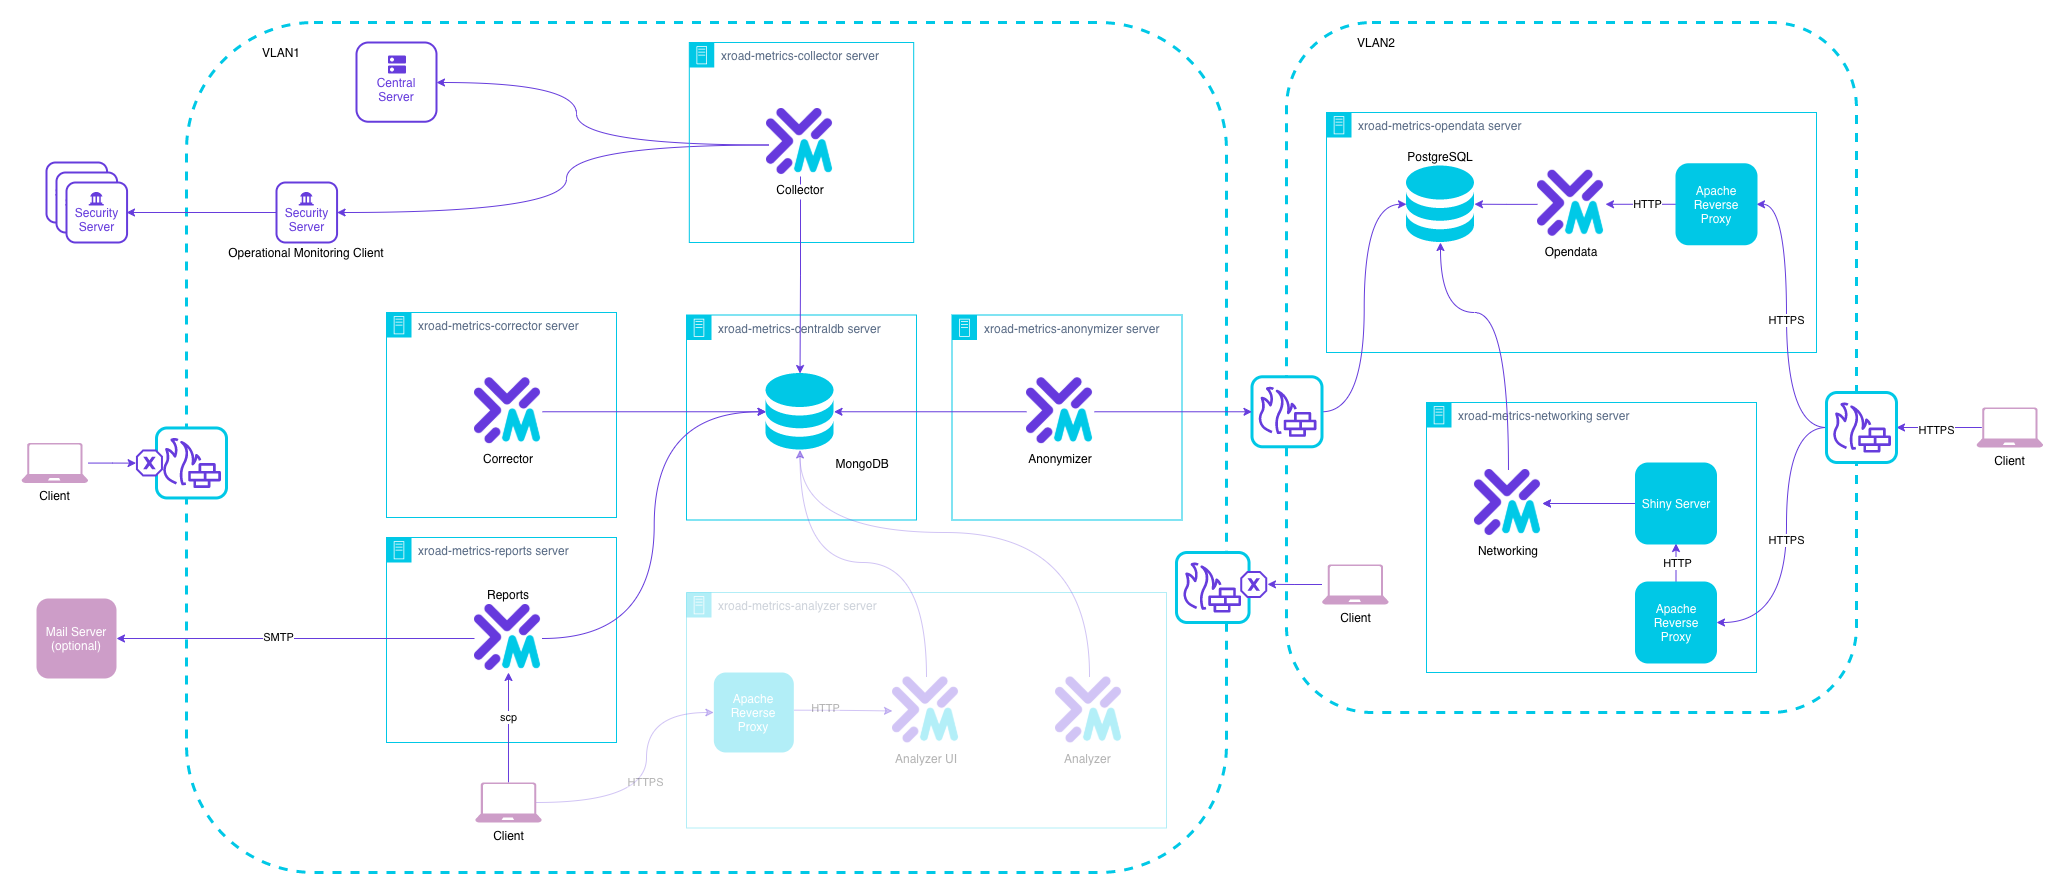 VLAN1
Central
Server
xroad-metrics-collector server
Collector
Security
Server
Security
Server
Operational Monitoring Client
xroad-metrics-corrector server
Corrector
xroad-metrics-centraldb server
MongoDB
xroad-metrics-anonymizer server
Anonymizer
X
Client
xroad-metrics-reports server
Reports
SMTP
Mail Server
(optional)
scp
Client
HTTPS
xroad-metrics-analyzer server
Apache
Reverse
Proxy
HTTP
Analyzer UI
Analyzer
X
Client
VLAN2
xroad-metrics-opendata server
PostgreSQL
Opendata
HTTP
Apache
Reverse
Proxy
HTTPS
xroad-metrics-networking server
Networking
Shiny Server
HTTP
Apache
Reverse
Proxy
HTTPS
HTTPS
Client